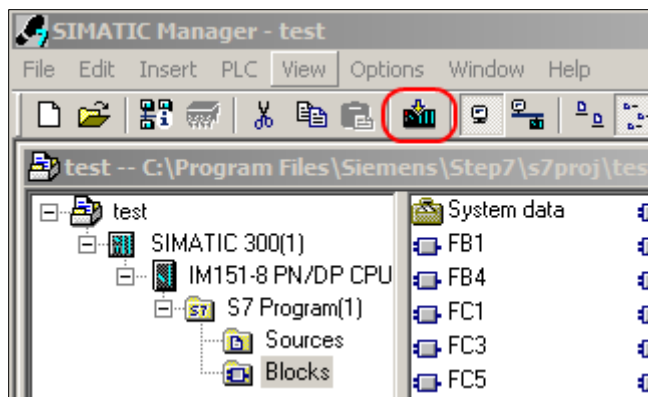 SIMATIC Manager - test
File Edit Insert PLC View Options Window Help
test -- C:\Program Files\Siemens\Step7\s7proj\tes
test
SIMATIC 300(1)
IM151-8 PN/DP CPU
S7 S7 Program(1)
Sources
Blocks
System data
FB1
FB4
FC1
FC3
FC5